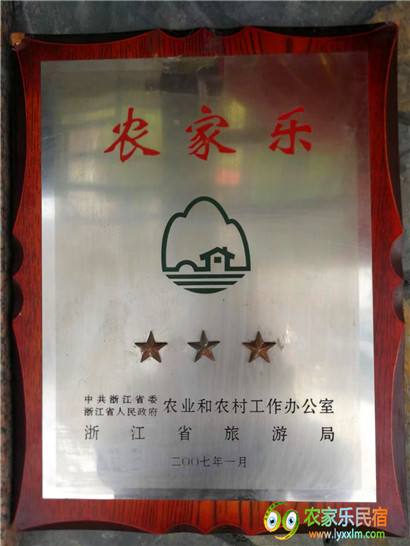 农家乐
中共浙江省委
浙江省人民政府 农业和农村工作办公室
浙江省旅游局
二〇〇七年一月
农家乐民宿
www.lyxxlm.com